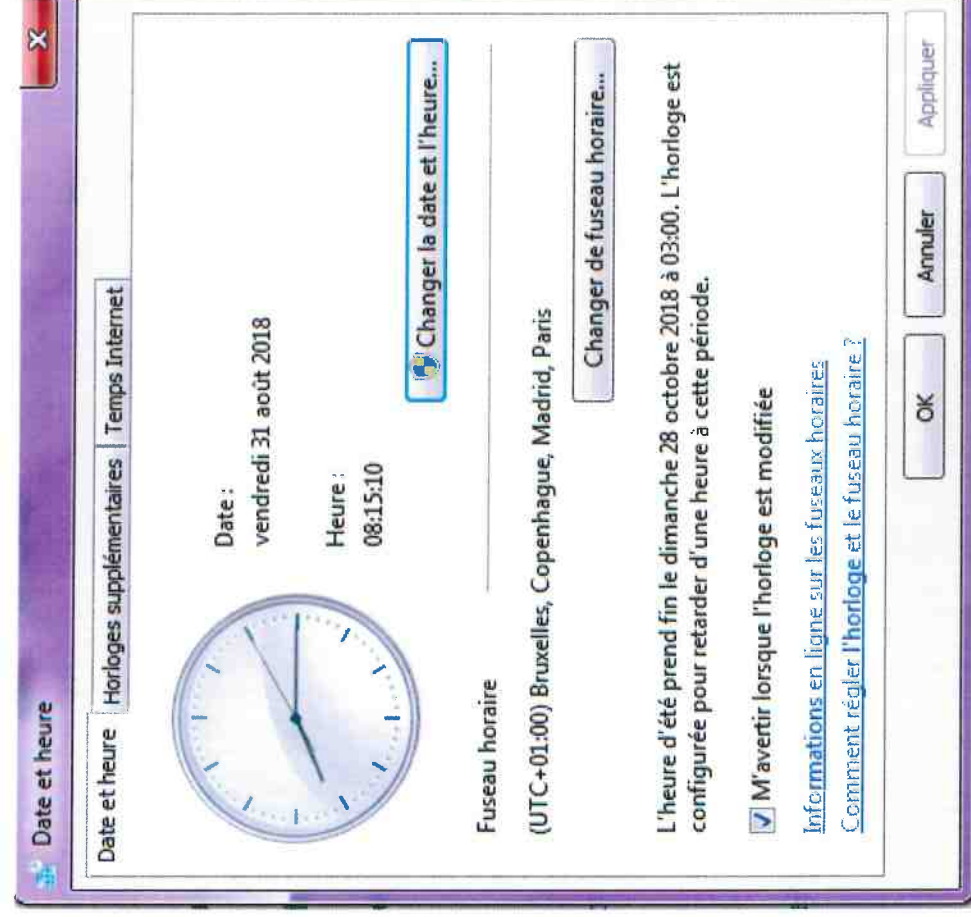 Date et heure
Date et heure Horloges supplémentaires Temps Internet
Date :
vendredi 31 août 2018
Heure :
08:15:10
Changer la date et l'heure...
Fuseau horaire
(UTC+01:00) Bruxelles, Copenhague, Madrid, Paris
Changer de fuseau horaire...
L'heure d'été prend fin le dimanche 28 octobre 2018 à 03:00. L'horloge est
configurée pour retarder d'une heure à cette période.
M'avertir lorsque l'horloge est modifiée
Informations en ligne sur les fuseaux horaires
Comment régler l'horloge et le fuseau horaire ?
OK Annuler Appliquer